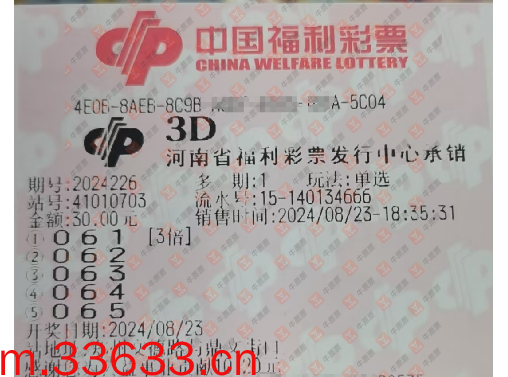 中国福利彩票
CHINA WELFARE LOTTERY
4E0B-8AEB-8C9B A-5C04
3D
河南省福利彩票发行中心承销
期号:2024226 多期:1 玩法:单选
站号:41010703 流水号:15-140134666
金额:30.00元 销售时间:2024/08/23-18:35:31
① 0 6 1 [3倍]
② 0 6 2
③ 0 6 3
④ 0 6 4
⑤ 0 6 5
开奖日期:2024/08/23
m.33633.cn